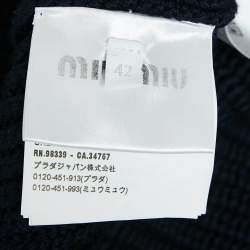 miu miu
42
RN.98339 - CA.34767
プラダジャパン株式会社
0120-451-913(プラダ)
0120-451-993(ミュウミュウ)